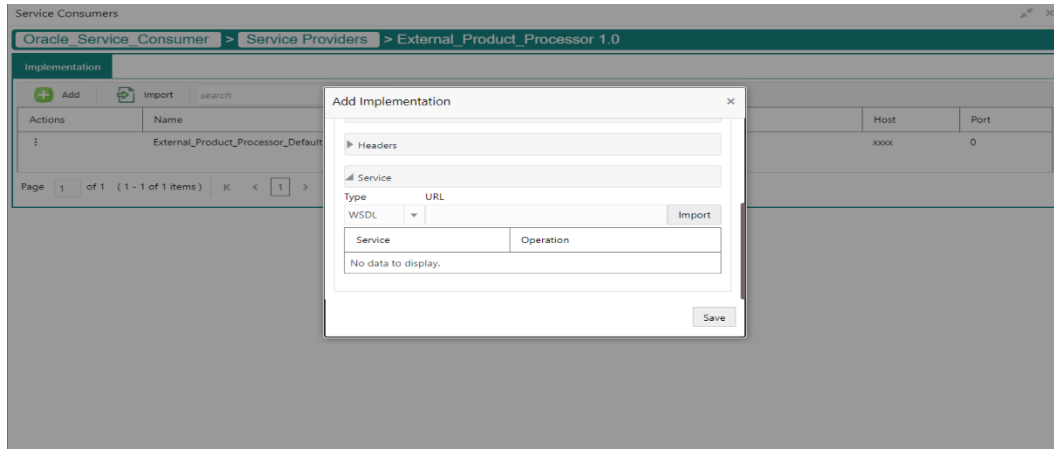 Service Consumers
Oracle_Service_Consumer > Service Providers > External_Product_Processor 1.0
Implementation
Add Import search
Add Implementation
Actions Name Host Port
External_Product_Processor_Default xxxx 0
Headers
Service
Page 1 of 1 (1 - 1 of 1 items) 1
Type URL
WSDL Import
Service Operation
No data to display.
Save